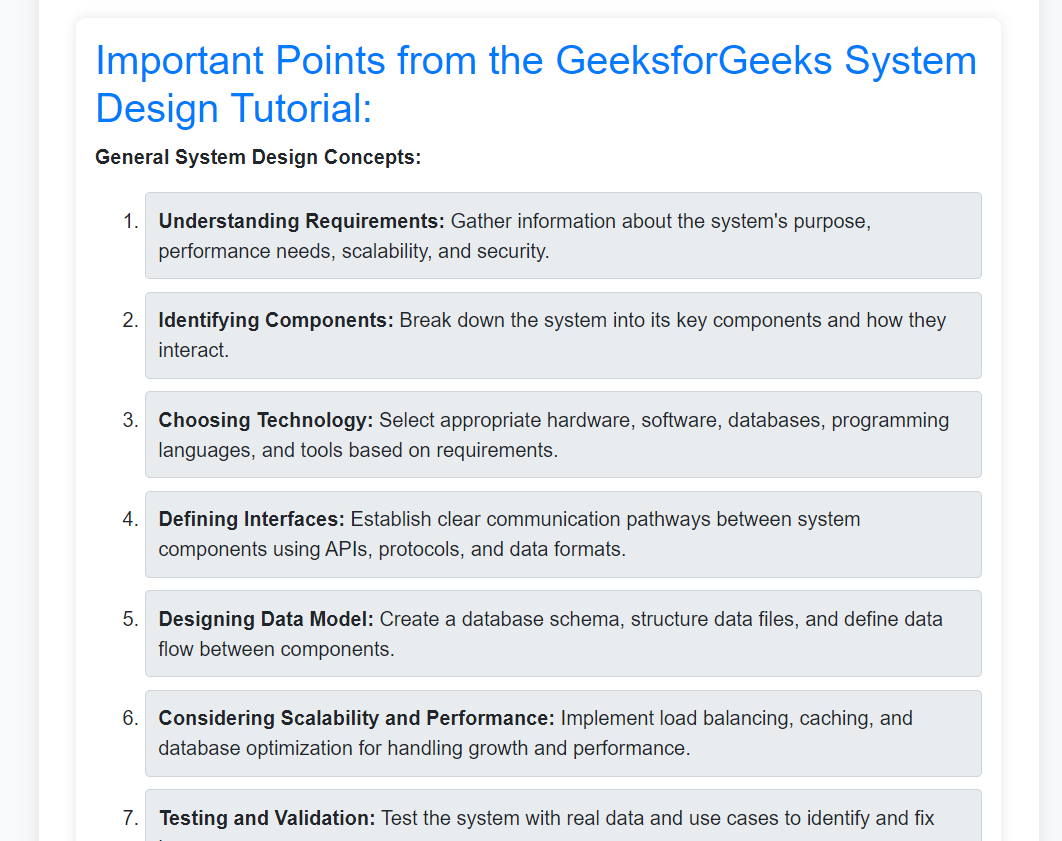 Important Points from the GeeksforGeeks System
Design Tutorial:
General System Design Concepts:
1. Understanding Requirements: Gather information about the system's purpose,
performance needs, scalability, and security.
2. Identifying Components: Break down the system into its key components and how they
interact.
3. Choosing Technology: Select appropriate hardware, software, databases, programming
languages, and tools based on requirements.
4. Defining Interfaces: Establish clear communication pathways between system
components using APIs, protocols, and data formats.
5. Designing Data Model: Create a database schema, structure data files, and define data
flow between components.
6. Considering Scalability and Performance: Implement load balancing, caching, and
database optimization for handling growth and performance.
7. Testing and Validation: Test the system with real data and use cases to identify and fix